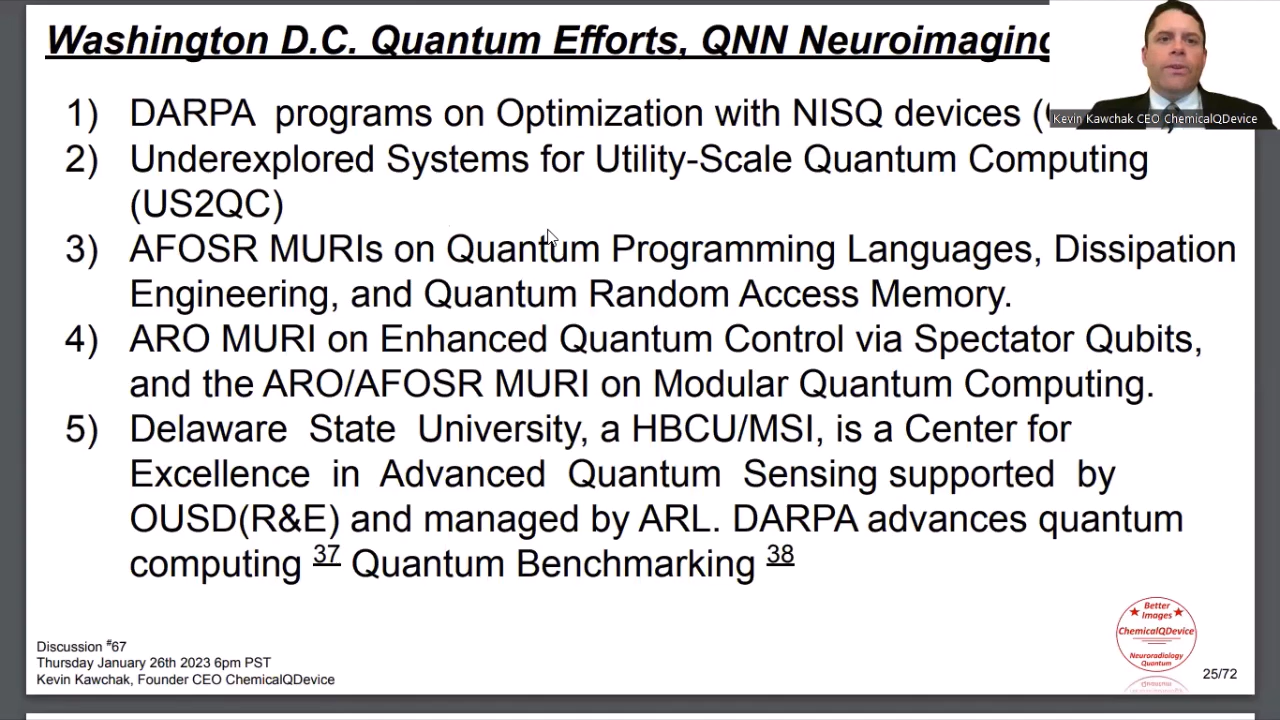 Washington D.C. Quantum Efforts, QNN Neuroimaging
Kevin Kawchak CEO ChemicalQDevice
1) DARPA programs on Optimization with NISQ devices (
2) Underexplored Systems for Utility-Scale Quantum Computing
(US2QC)
3) AFOSR MURIs on Quantum Programming Languages, Dissipation
Engineering, and Quantum Random Access Memory.
4) ARO MURI on Enhanced Quantum Control via Spectator Qubits,
and the ARO/AFOSR MURI on Modular Quantum Computing.
5) Delaware State University, a HBCU/MSI, is a Center for
Excellence in Advanced Quantum Sensing supported by
OUSD(R&E) and managed by ARL. DARPA advances quantum
computing 37 Quantum Benchmarking 38
Better
Images
ChemicalQDevice
Neuroradiology
Quantum
Discussion #67
Thursday January 26th 2023 6pm PST
Kevin Kawchak, Founder CEO ChemicalQDevice
25/72